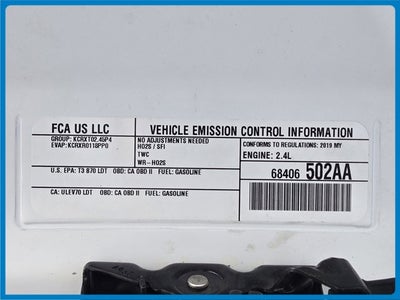 FCA US LLC
GROUP: KCRXT02.45P4
EVAP: KCRXR0118PP0
VEHICLE EMISSION CONTROL INFORMATION
NO ADJUSTMENTS NEEDED
HO2S / SFI
TWC
WR-HO2S
CONFORMS TO REGULATIONS: 2019 MY
ENGINE: 2.4L
68406 502AA
U.S. EPA: T3 B70 LDT OBD: CA OBD II FUEL: GASOLINE
CA: ULEV70 LDT OBD: CA OBD II FUEL: GASOLINE